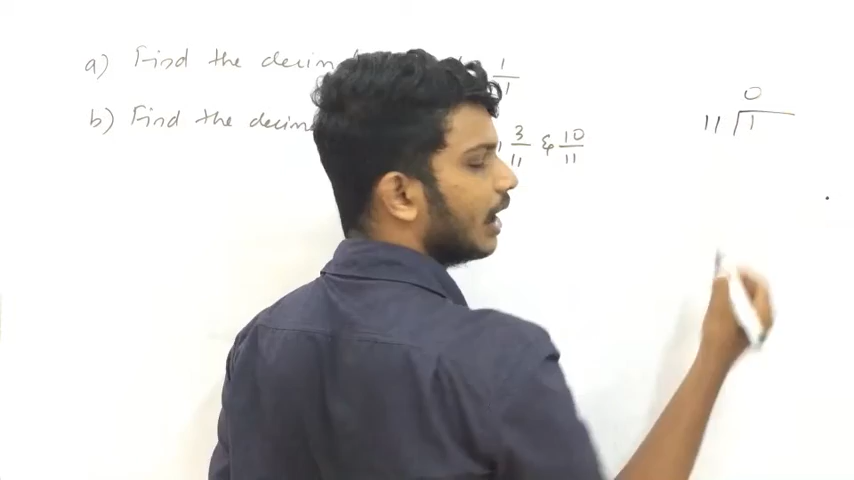 a) Find the decim 1/11
b) Find the decim 3/11 & 10/11
0
11 1